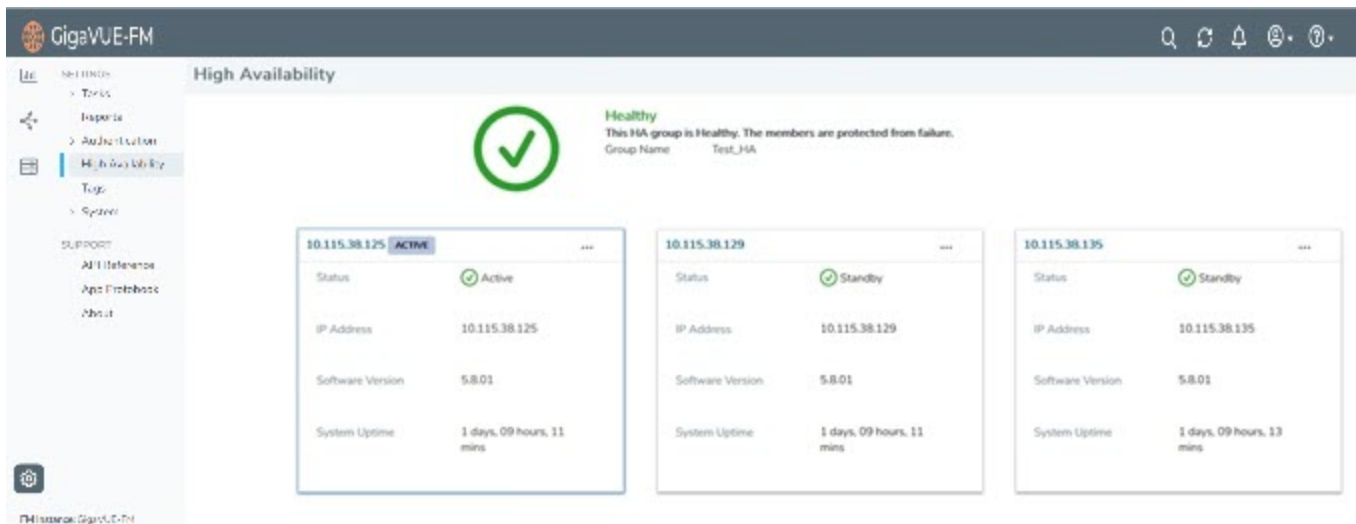 GigaVUE-FM
SETTINGS
Tasks
Reports
Authentication
High Availability
Tags
System
SUPPORT
API Reference
App Protobook
About
FM Instance: GigaVUE-FM
High Availability
Healthy
This HA group is Healthy. The members are protected from failure.
Group Name Test_HA
10.115.38.125 ACTIVE ...
Status Active
IP Address 10.115.38.125
Software Version 5.8.01
System Uptime 1 days, 09 hours, 11
mins
10.115.38.129 ...
Status Standby
IP Address 10.115.38.129
Software Version 5.8.01
System Uptime 1 days, 09 hours, 11
mins
10.115.38.135 ...
Status Standby
IP Address 10.115.38.135
Software Version 5.8.01
System Uptime 1 days, 09 hours, 13
mins